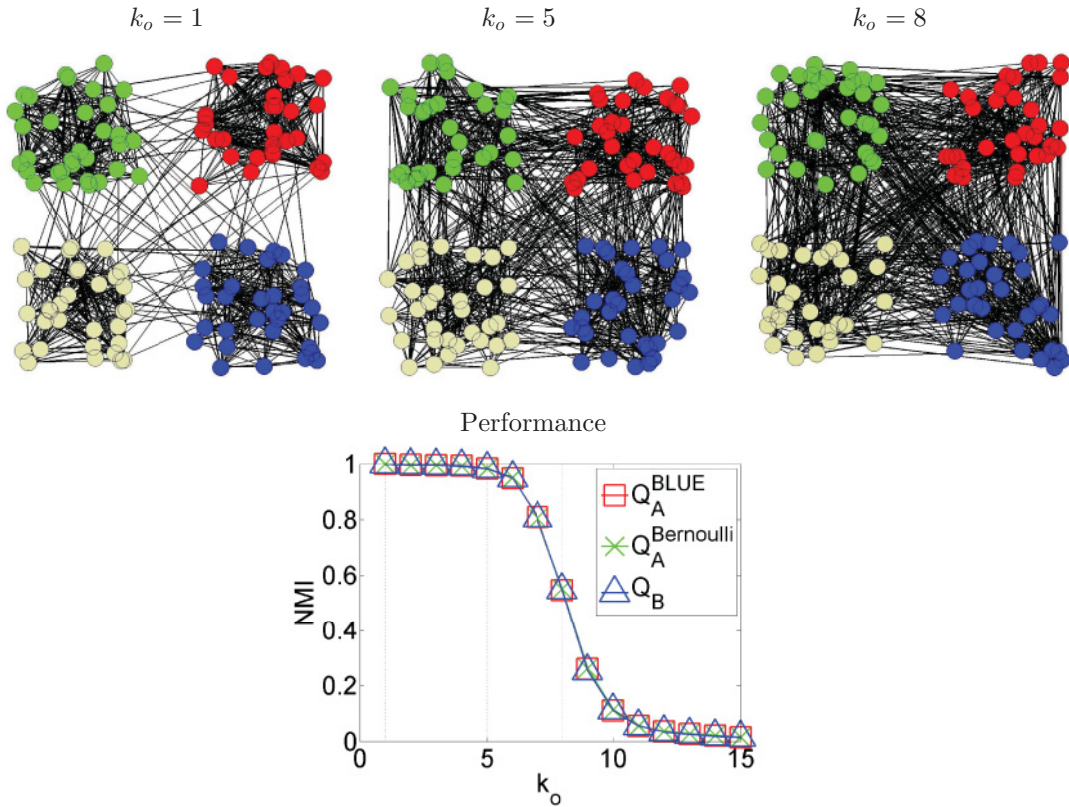 k_o = 1
k_o = 5
k_o = 8
Performance
1
0.8
0.6
0.4
0.2
0
NMI
Q_A^BLUE
Q_A^Bernoulli
Q_B
0 5 10 15
k_o